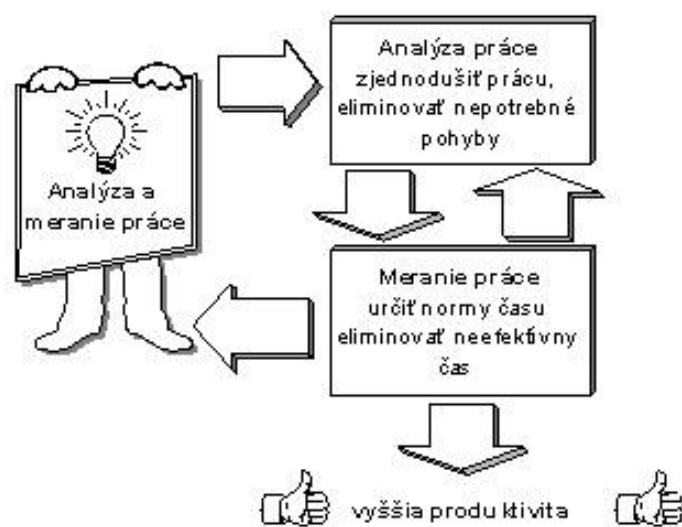 Analýza a
meranie práce
Analýza práce
zjednodušiť prácu,
eliminovať nepotrebné
pohyby
Meranie práce
určiť normy času
eliminovať neefektívny
čas
vyššia produktivita